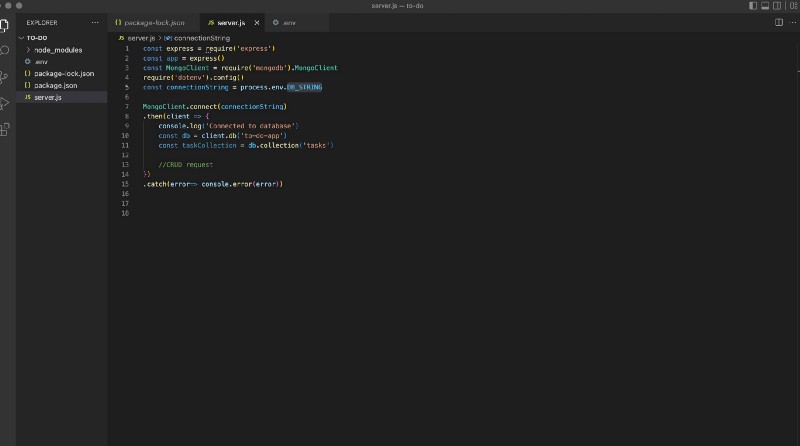 server.js — to-do
EXPLORER
package-lock.json
server.js
.env
TO-DO
node_modules
.env
package-lock.json
package.json
server.js
server.js > connectionString
1 const express = require('express')
2 const app = express()
3 const MongoClient = require('mongodb').MongoClient
4 require('dotenv').config()
5 const connectionString = process.env.DB_STRING
6
7 MongoClient.connect(connectionString)
8 .then(client => {
9 console.log('Connected to database')
10 const db = client.db('to-do-app')
11 const taskCollection = db.collection('tasks')
12
13 //CRUD request
14 })
15 .catch(error=> console.error(error))
16
17
18